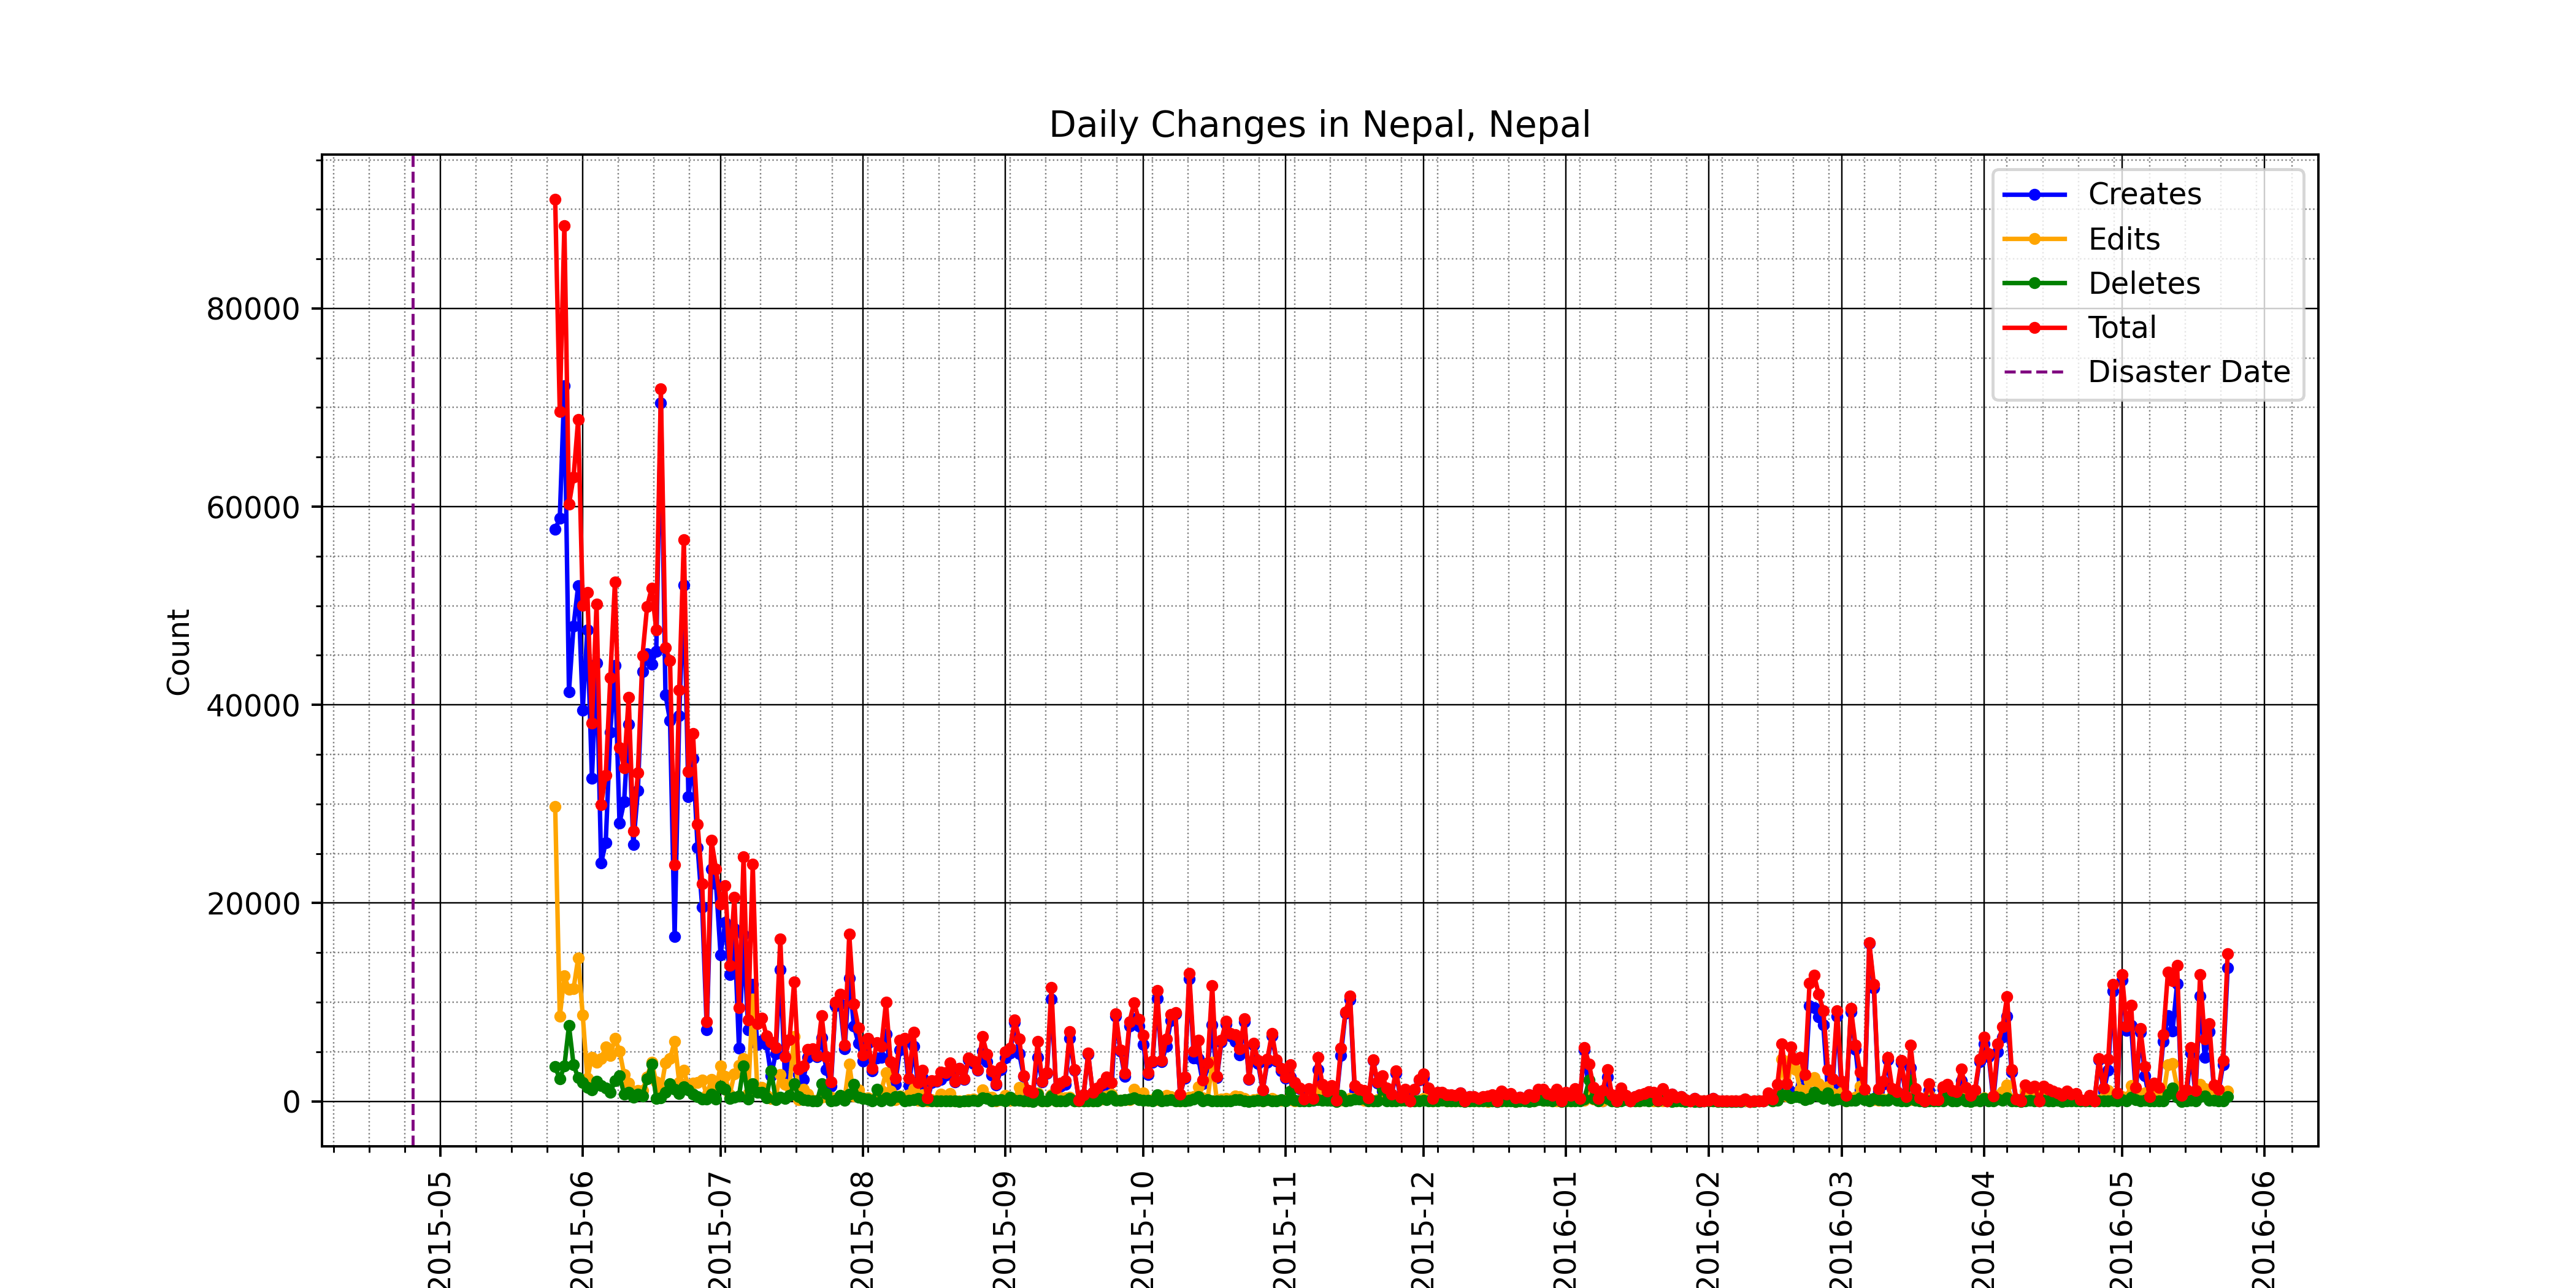 Daily Changes in Nepal, Nepal
Creates
Edits
Deletes
Total
Disaster Date
Count
80000
60000
40000
20000
0
2015-05
2015-06
2015-07
2015-08
2015-09
2015-10
2015-11
2015-12
2016-01
2016-02
2016-03
2016-04
2016-05
2016-06